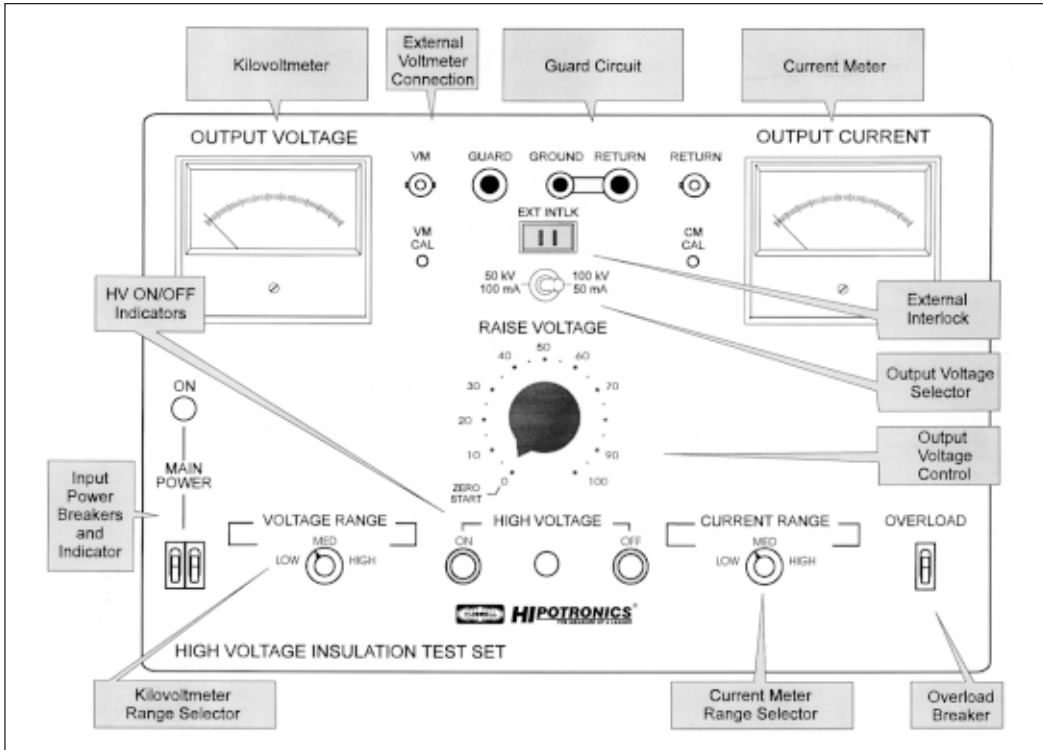 Kilovoltmeter
External
Voltmeter
Connection
Guard Circuit
Current Meter
OUTPUT VOLTAGE
OUTPUT CURRENT
VM
GUARD
GROUND
RETURN
RETURN
EXT INTLK
VM
CAL
CM
CAL
HV ON/OFF
Indicators
50 kV
100 mA
100 kV
50 mA
External
Interlock
RAISE VOLTAGE
Output Voltage
Selector
0
10
20
30
40
50
60
70
90
100
ZERO
START
ON
MAIN
POWER
Output
Voltage
Control
Input
Power
Breakers
and
Indicator
VOLTAGE RANGE
LOW
MED
HIGH
HIGH VOLTAGE
ON
OFF
CURRENT RANGE
LOW
MED
HIGH
OVERLOAD
HIPOTRONICS®
HIGH VOLTAGE INSULATION TEST SET
Kilovoltmeter
Range Selector
Current Meter
Range Selector
Overload
Breaker